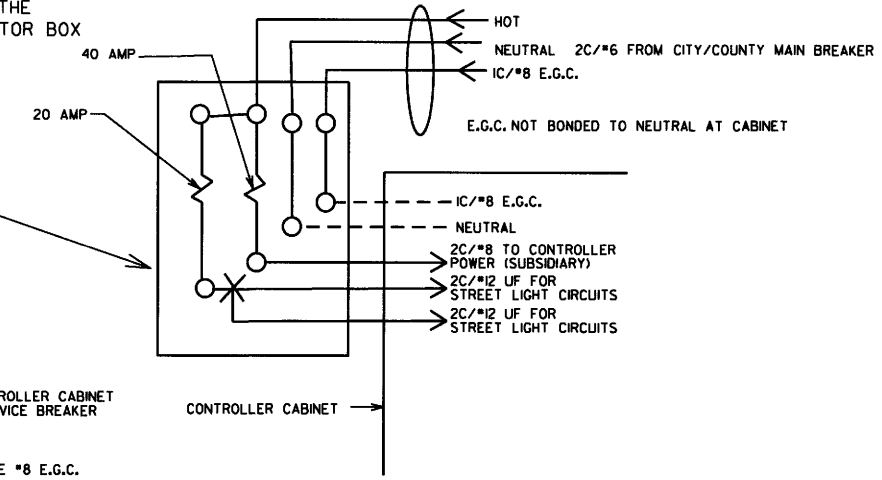 THE
TOR BOX
HOT
40 AMP
NEUTRAL 2C/#6 FROM CITY/COUNTY MAIN BREAKER
1C/#8 E.G.C.
20 AMP
E.G.C. NOT BONDED TO NEUTRAL AT CABINET
1C/#8 E.G.C.
NEUTRAL
2C/#8 TO CONTROLLER
POWER (SUBSIDIARY)
2C/#12 UF FOR
STREET LIGHT CIRCUITS
2C/#12 UF FOR
STREET LIGHT CIRCUITS
ROLLER CABINET
VICE BREAKER
CONTROLLER CABINET
E #8 E.G.C.